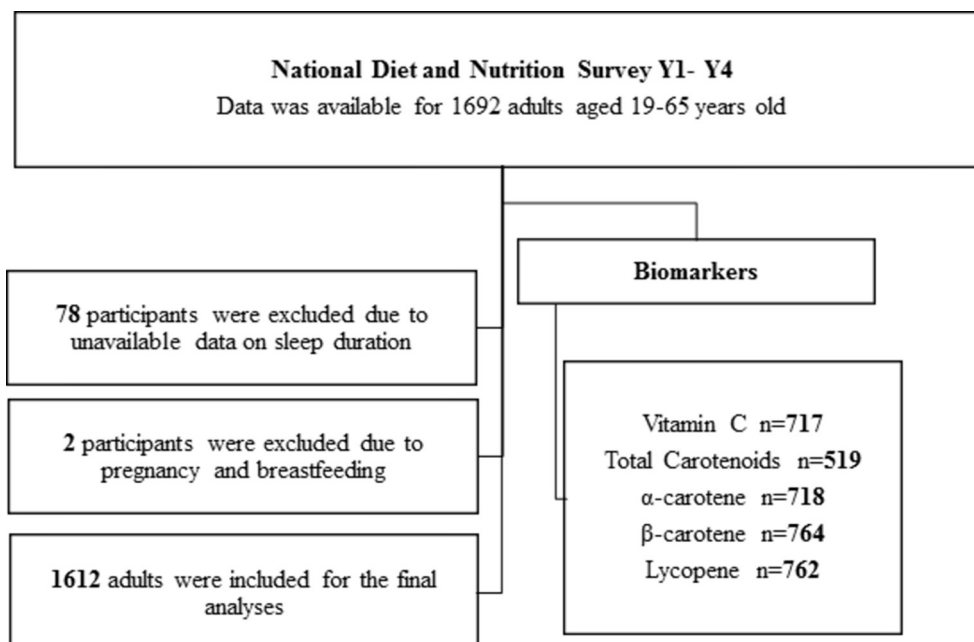 National Diet and Nutrition Survey Y1- Y4
Data was available for 1692 adults aged 19-65 years old
78 participants were excluded due to
unavailable data on sleep duration
2 participants were excluded due to
pregnancy and breastfeeding
1612 adults were included for the final
analyses
Biomarkers
Vitamin C n=717
Total Carotenoids n=519
α-carotene n=718
β-carotene n=764
Lycopene n=762